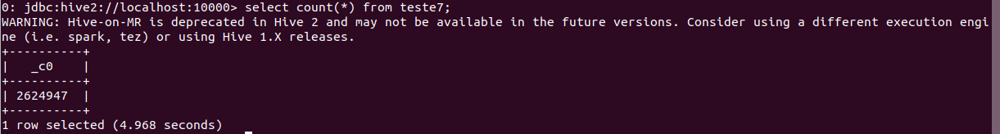 0: jdbc:hive2://localhost:10000> select count(*) from teste7;
WARNING: Hive-on-MR is deprecated in Hive 2 and may not be available in the future versions. Consider using a different execution engi
ne (i.e. spark, tez) or using Hive 1.X releases.
+----------+
|   _c0    |
+----------+
| 2624947  |
+----------+
1 row selected (4.968 seconds)